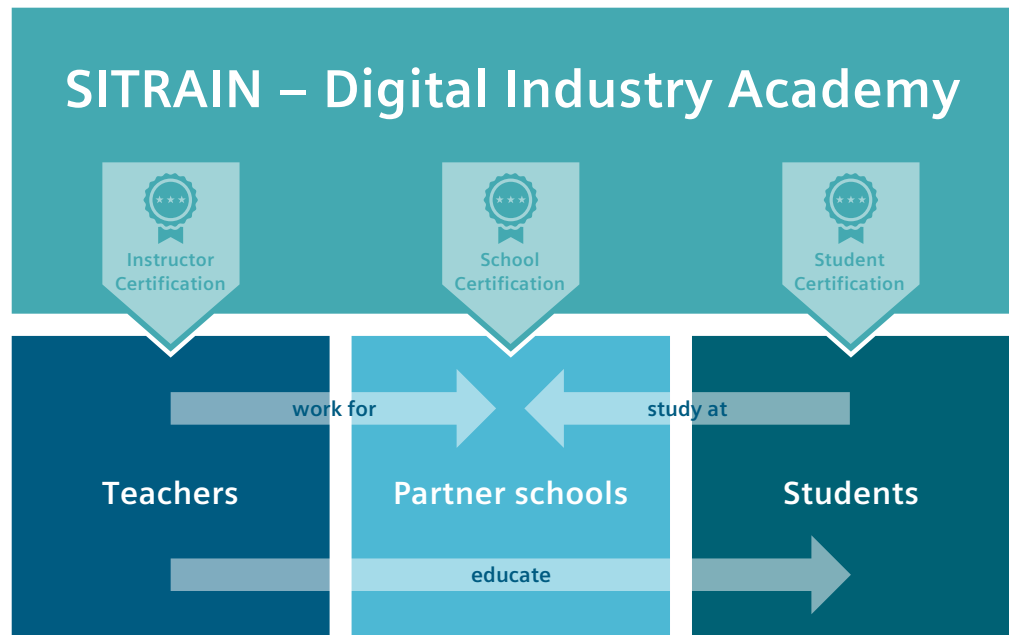 SITRAIN – Digital Industry Academy
Instructor
Certification
School
Certification
Student
Certification
work for
study at
Teachers
Partner schools
Students
educate